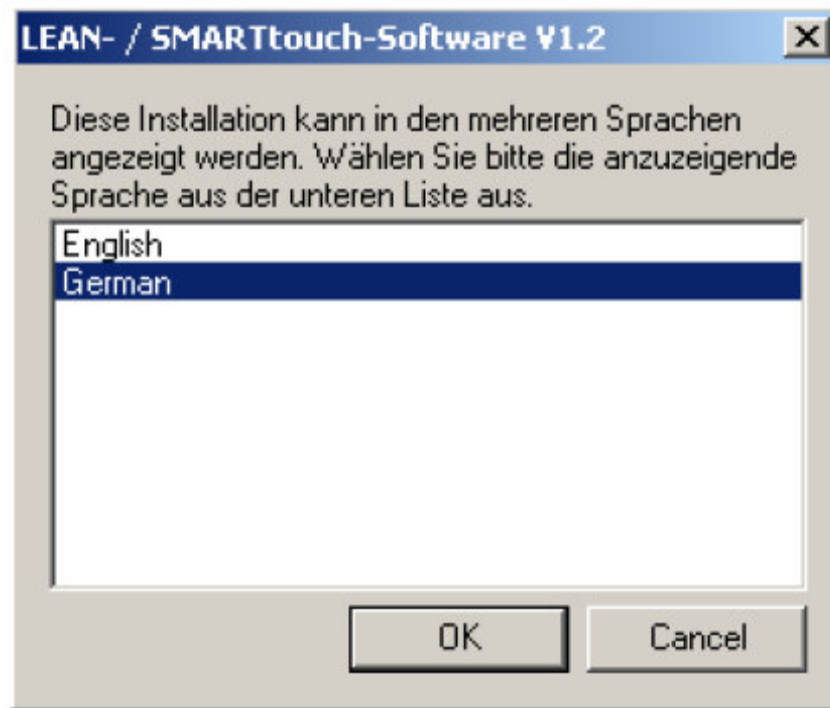 LEAN- / SMARTtouch-Software V1.2
Diese Installation kann in den mehreren Sprachen
angezeigt werden. Wählen Sie bitte die anzuzeigende
Sprache aus der unteren Liste aus.
English
German
OK
Cancel